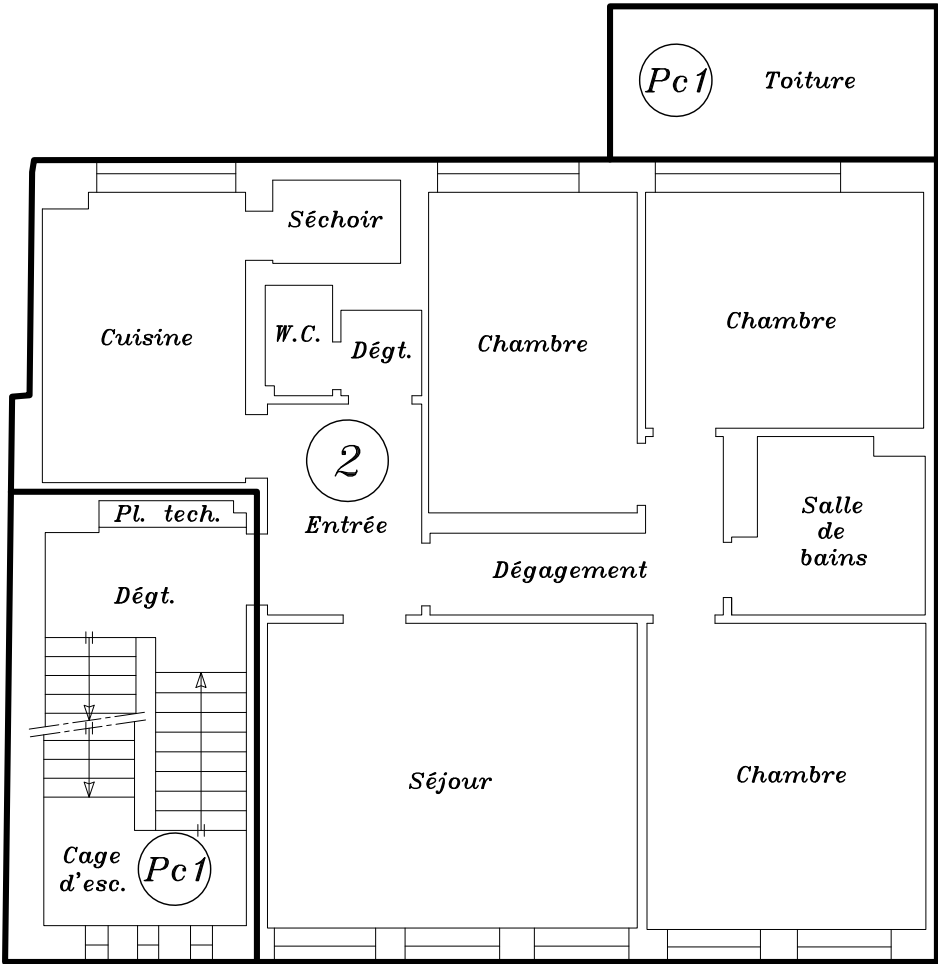 Pc1 Toiture
Séchoir
Cuisine
W.C.
Dégt.
Chambre
Chambre
2
Entrée
Pl. tech.
Salle
de
bains
Dégagement
Dégt.
Séjour
Chambre
Cage
d'esc.
Pc1